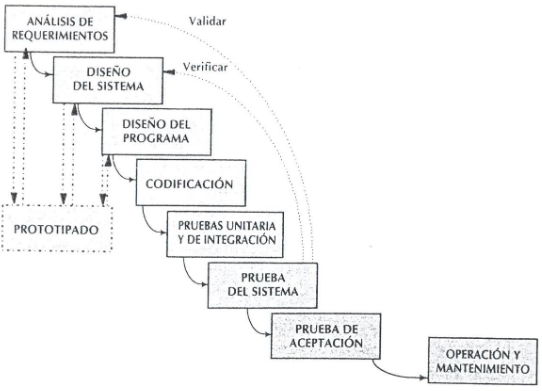 ANÁLISIS DE
REQUERIMIENTOS
Validar
DISEÑO
DEL SISTEMA
Verificar
DISEÑO DEL
PROGRAMA
CODIFICACIÓN
PROTOTIPADO
PRUEBAS UNITARIA
Y DE INTEGRACIÓN
PRUEBA
DEL SISTEMA
PRUEBA DE
ACEPTACIÓN
OPERACIÓN Y
MANTENIMIENTO